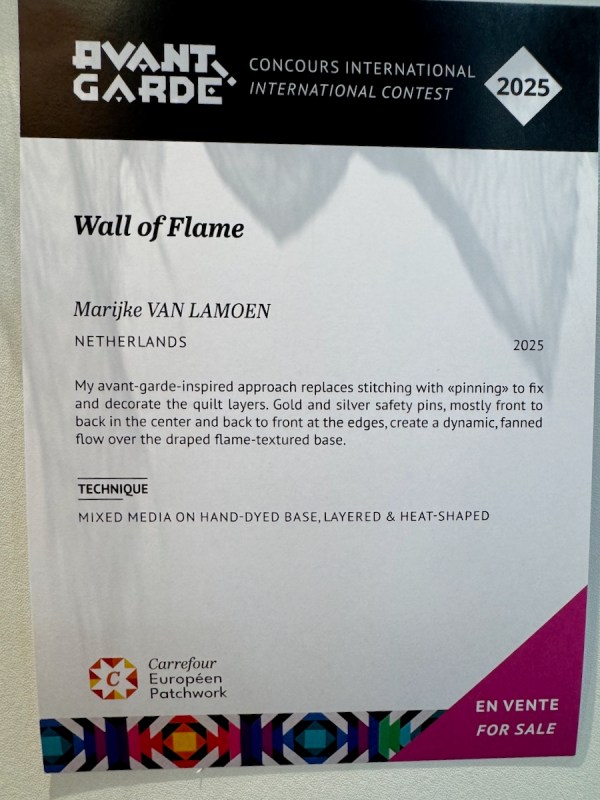 AVANT
GARDE
CONCOURS INTERNATIONAL
INTERNATIONAL CONTEST
2025
Wall of Flame
Marijke VAN LAMOEN
NETHERLANDS
2025
My avant-garde-inspired approach replaces stitching with «pinning» to fix
and decorate the quilt layers. Gold and silver safety pins, mostly front to
back in the center and back to front at the edges, create a dynamic, fanned
flow over the draped flame-textured base.
TECHNIQUE
MIXED MEDIA ON HAND-DYED BASE, LAYERED & HEAT-SHAPED
C
Carrefour
Européen
Patchwork
EN VENTE
FOR SALE